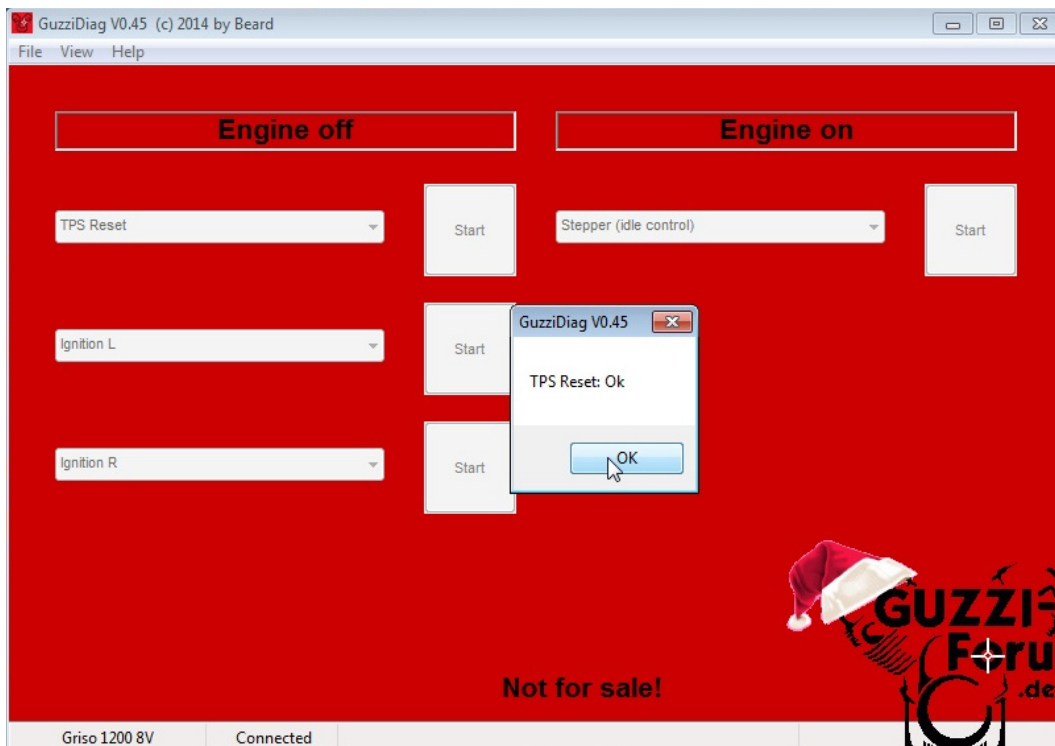 GuzziDiag V0.45 (c) 2014 by Beard
File View Help
Engine off
Engine on
TPS Reset
Start
Stepper (idle control)
Start
Ignition L
Start
GuzziDiag V0.45
TPS Reset: Ok
OK
Ignition R
Start
GUZZI-
Foru
.de
Not for sale!
Griso 1200 8V
Connected